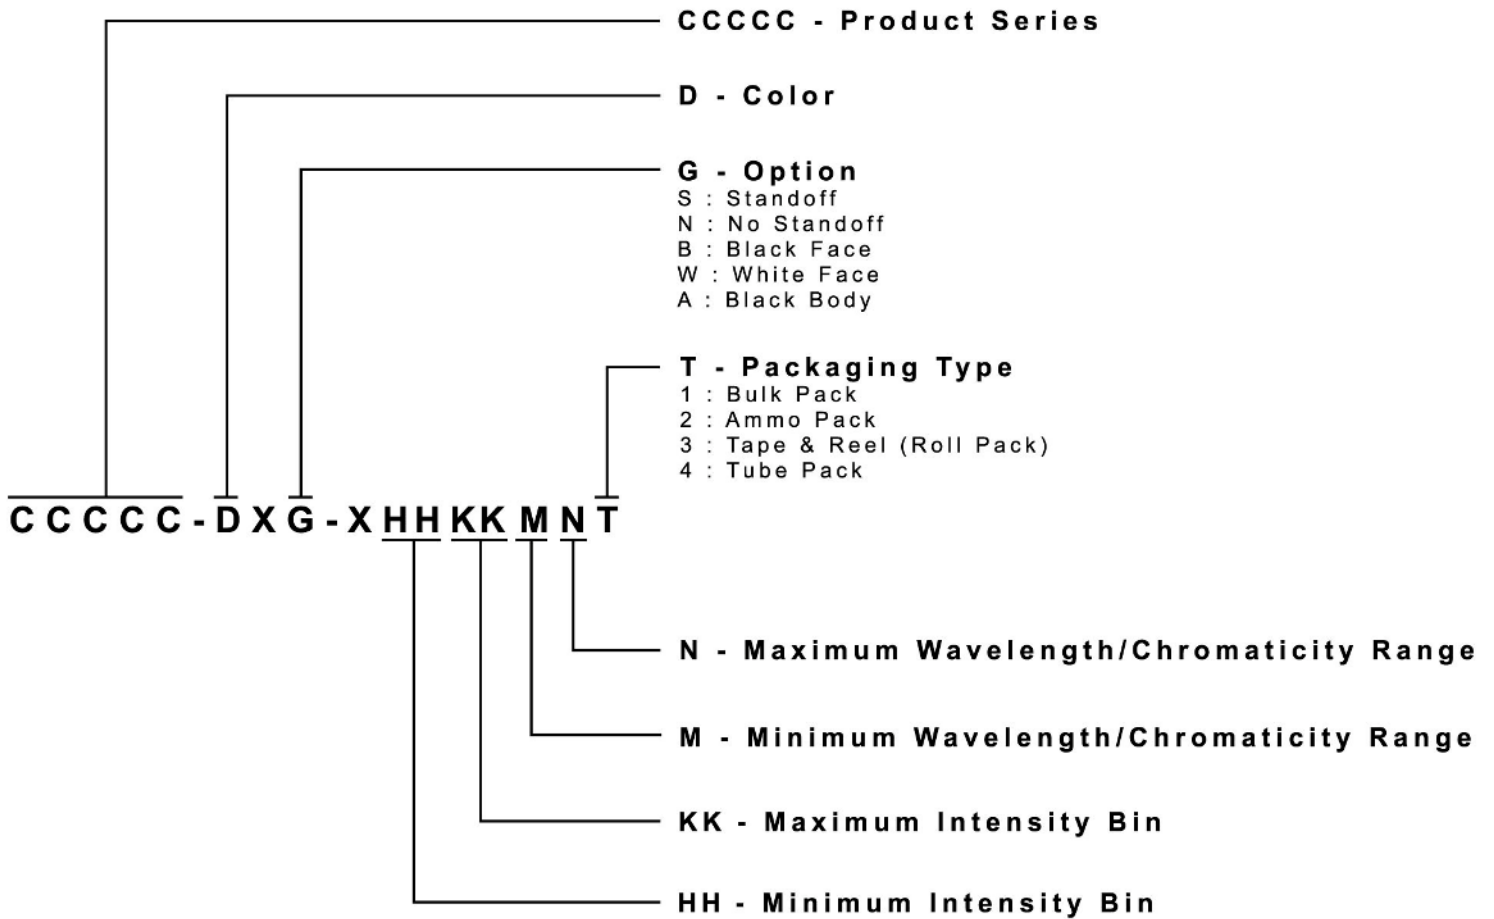 CCCCC - Product Series
D - Color
G - Option
S : Standoff
N : No Standoff
B : Black Face
W : White Face
A : Black Body
T - Packaging Type
1 : Bulk Pack
2 : Ammo Pack
3 : Tape & Reel (Roll Pack)
4 : Tube Pack
CCCCC-DXG-XHHKKMNT
N - Maximum Wavelength/Chromaticity Range
M - Minimum Wavelength/Chromaticity Range
KK - Maximum Intensity Bin
HH - Minimum Intensity Bin